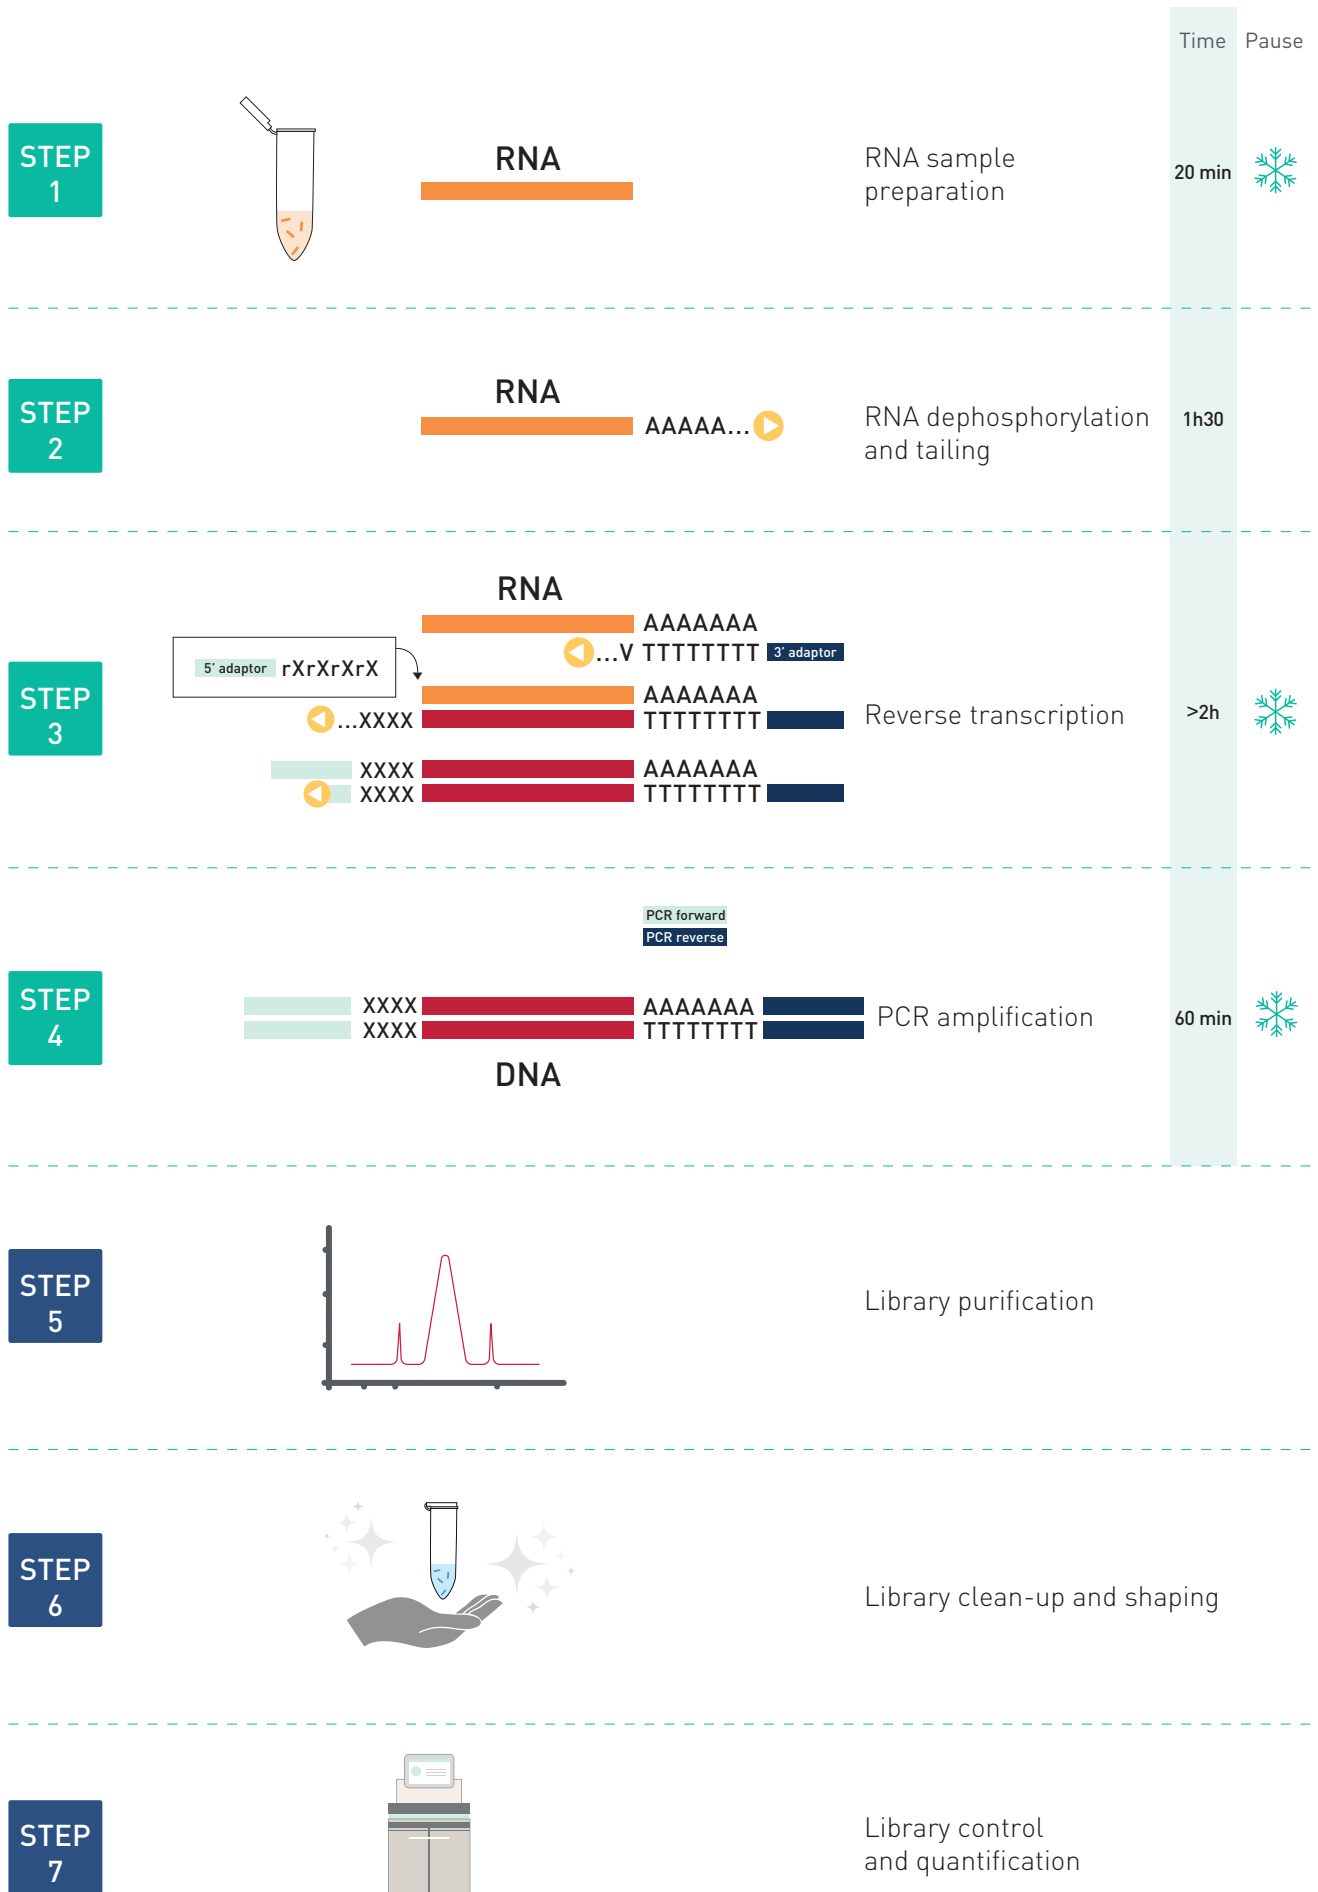 Time Pause
STEP
1
RNA
RNA sample
preparation
20 min
STEP
2
RNA
AAAAA...
RNA dephosphorylation
and tailing
1h30
STEP
3
RNA
AAAAAAA
...V TTTTTTTT 3' adaptor
5' adaptor rXrXrXrX
AAAAAAA
...XXXX TTTTTTTT
Reverse transcription
>2h
XXXX AAAAAAA
XXXX TTTTTTTT
PCR forward
PCR reverse
STEP
4
XXXX AAAAAAA
XXXX TTTTTTTT
DNA
PCR amplification
60 min
STEP
5
Library purification
STEP
6
Library clean-up and shaping
STEP
7
Library control
and quantification